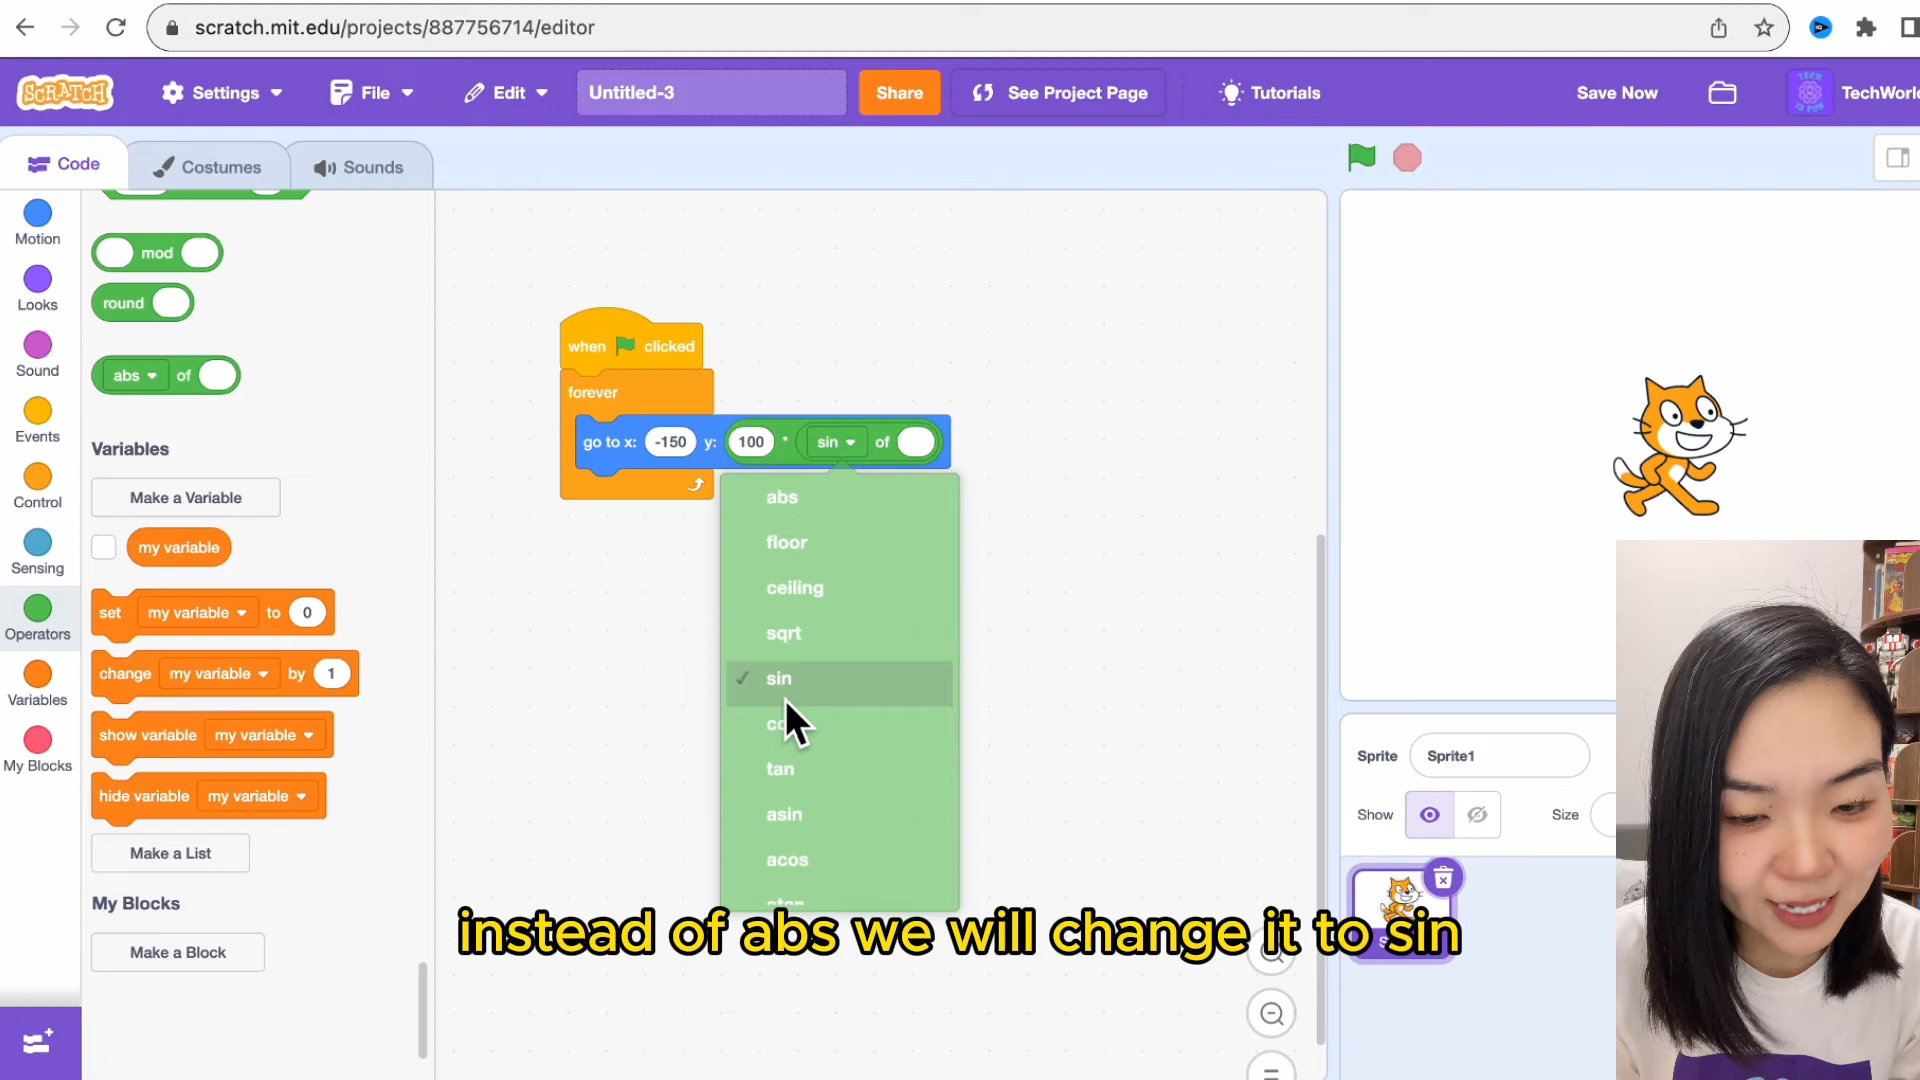 scratch.mit.edu/projects/887756714/editor
SCRATCH
Settings
File
Edit
Untitled-3
Share
See Project Page
Tutorials
Save Now
TechWorl
Code
Costumes
Sounds
Motion
Looks
Sound
Events
Control
Sensing
Operators
Variables
My Blocks
mod
round
abs of
Variables
Make a Variable
my variable
set my variable to 0
change my variable by 1
show variable my variable
hide variable my variable
Make a List
My Blocks
Make a Block
when clicked
forever
go to x: -150 y: 100 * sin of
abs
floor
ceiling
sqrt
✓ sin
tan
asin
acos
Sprite Sprite1
Show
Size
instead of abs we will change it to sin